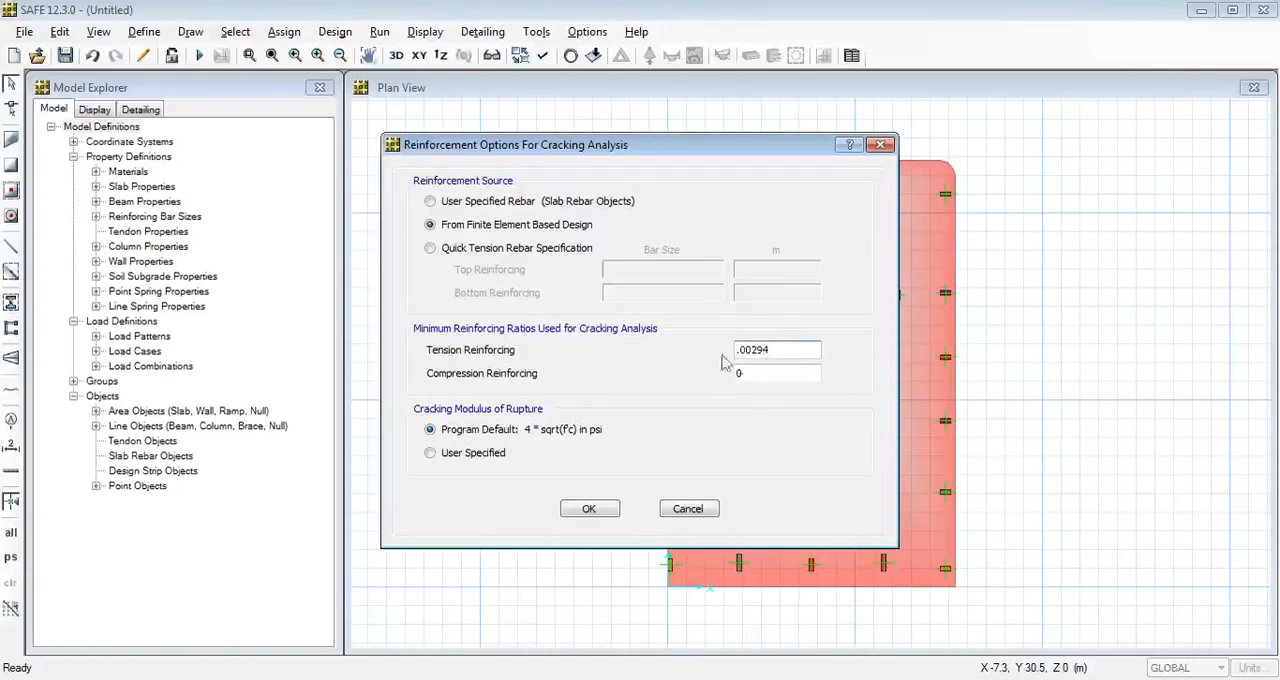 SAFE 12.3.0 - (Untitled)
File Edit View Define Draw Select Assign Design Run Display Detailing Tools Options Help
3D XY
Model Explorer
Plan View
Model Display Detailing
Model Definitions
Coordinate Systems
Property Definitions
Materials
Slab Properties
Beam Properties
Reinforcing Bar Sizes
Tendon Properties
Column Properties
Wall Properties
Soil Subgrade Properties
Point Spring Properties
Line Spring Properties
Load Definitions
Load Patterns
Load Cases
Load Combinations
Groups
Objects
Area Objects (Slab, Wall, Ramp, Null)
Line Objects (Beam, Column, Brace, Null)
Tendon Objects
Slab Rebar Objects
Design Strip Objects
Point Objects
all
ps
clr
Reinforcement Options For Cracking Analysis
Reinforcement Source
User Specified Rebar (Slab Rebar Objects)
From Finite Element Based Design
Quick Tension Rebar Specification
Bar Size m
Top Reinforcing
Bottom Reinforcing
Minimum Reinforcing Ratios Used for Cracking Analysis
Tension Reinforcing .00294
Compression Reinforcing 0
Cracking Modulus of Rupture
Program Default: 4 * sqrt(f'c) in psi
User Specified
OK Cancel
Ready
X -7.3, Y 30.5, Z 0 (m)
GLOBAL
Units...